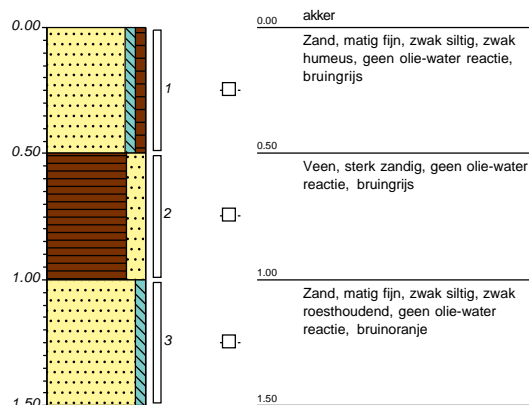 0.00
0.50
1.00
1.50
1
2
3
0.00
akker
Zand, matig fijn, zwak siltig, zwak
humeus, geen olie-water reactie,
bruingrijs
0.50
Veen, sterk zandig, geen olie-water
reactie, bruingrijs
1.00
Zand, matig fijn, zwak siltig, zwak
roesthoudend, geen olie-water
reactie, bruinoranje
1.50